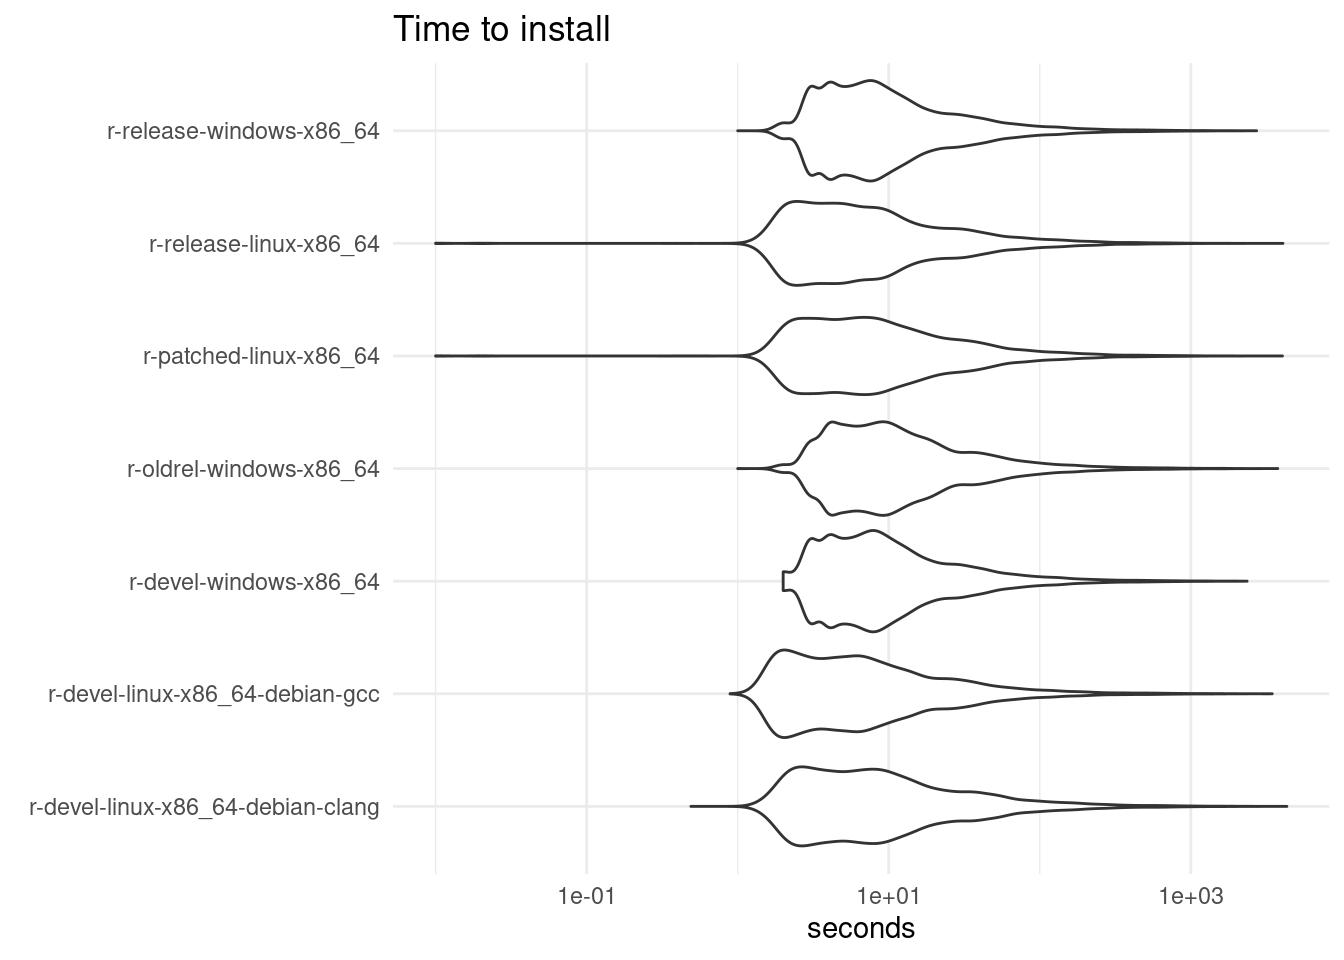 Time to install
r-release-windows-x86_64
r-release-linux-x86_64
r-patched-linux-x86_64
r-oldrel-windows-x86_64
r-devel-windows-x86_64
r-devel-linux-x86_64-debian-gcc
r-devel-linux-x86_64-debian-clang
1e-01 1e+01 1e+03
seconds